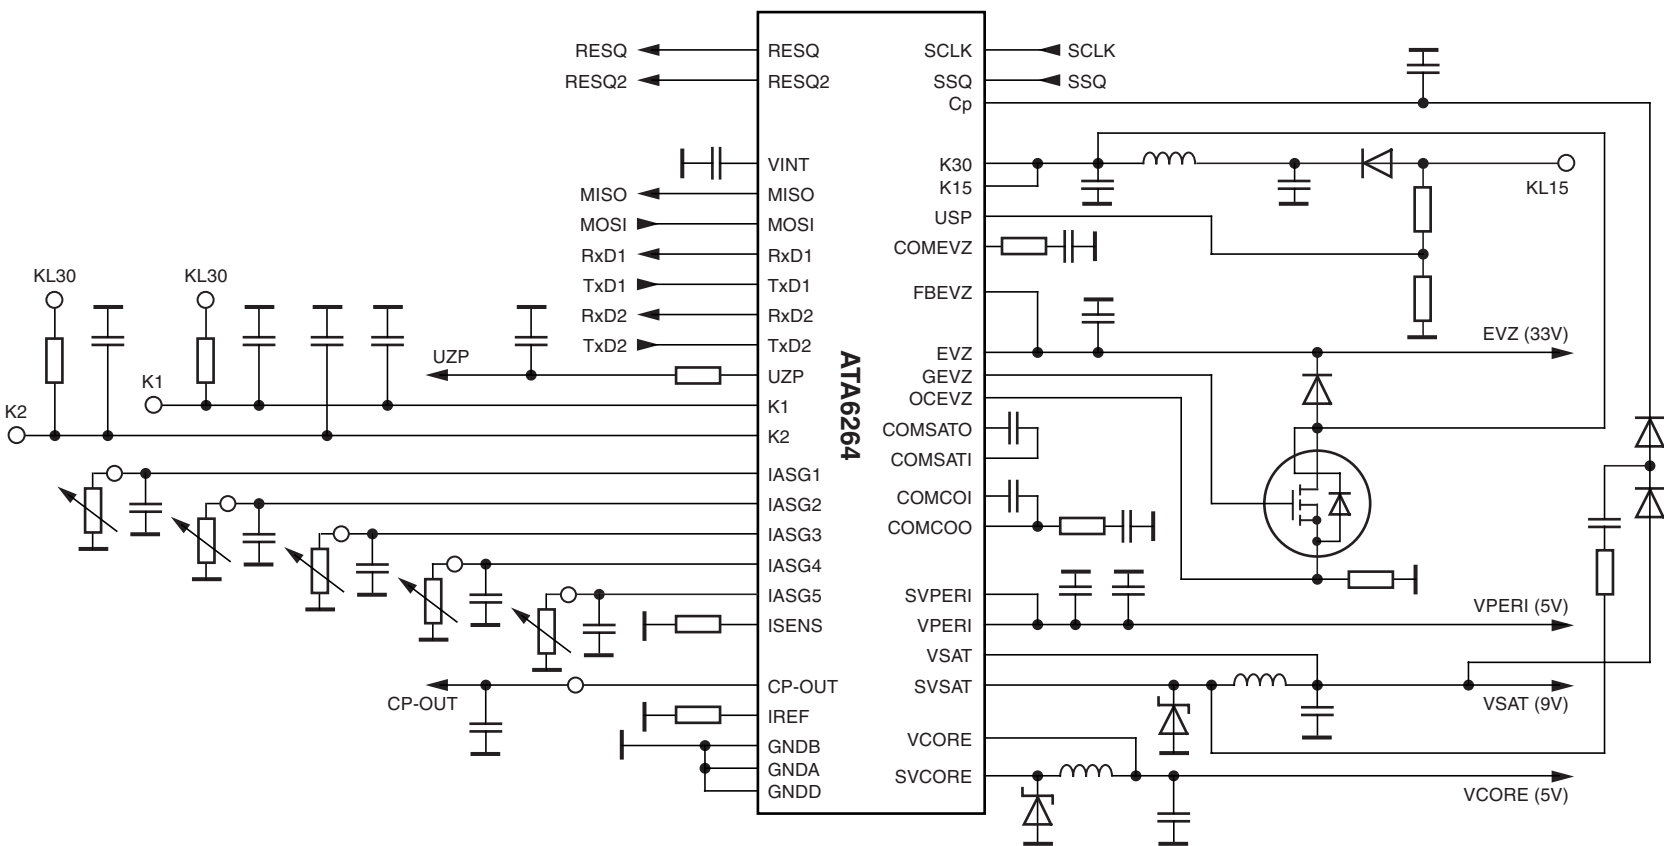 RESQ
RESQ2
MISO
MOSI
RxD1
TxD1
RxD2
TxD2
KL30
KL30
UZP
K1
K2
CP-OUT
RESQ
RESQ2
VINT
MISO
MOSI
RxD1
TxD1
RxD2
TxD2
UZP
K1
K2
IASG1
IASG2
IASG3
IASG4
IASG5
ISENS
CP-OUT
IREF
GNDB
GNDA
GNDD
ATA6264
SCLK
SSQ
Cp
K30
K15
USP
COMEVZ
FBEVZ
EVZ
GEVZ
OCEVZ
COMSATO
COMSATI
COMCOI
COMCOO
SVPERI
VPERI
VSAT
SVSAT
VCORE
SVCORE
SCLK
SSQ
KL15
EVZ (33V)
VPERI (5V)
VSAT (9V)
VCORE (5V)